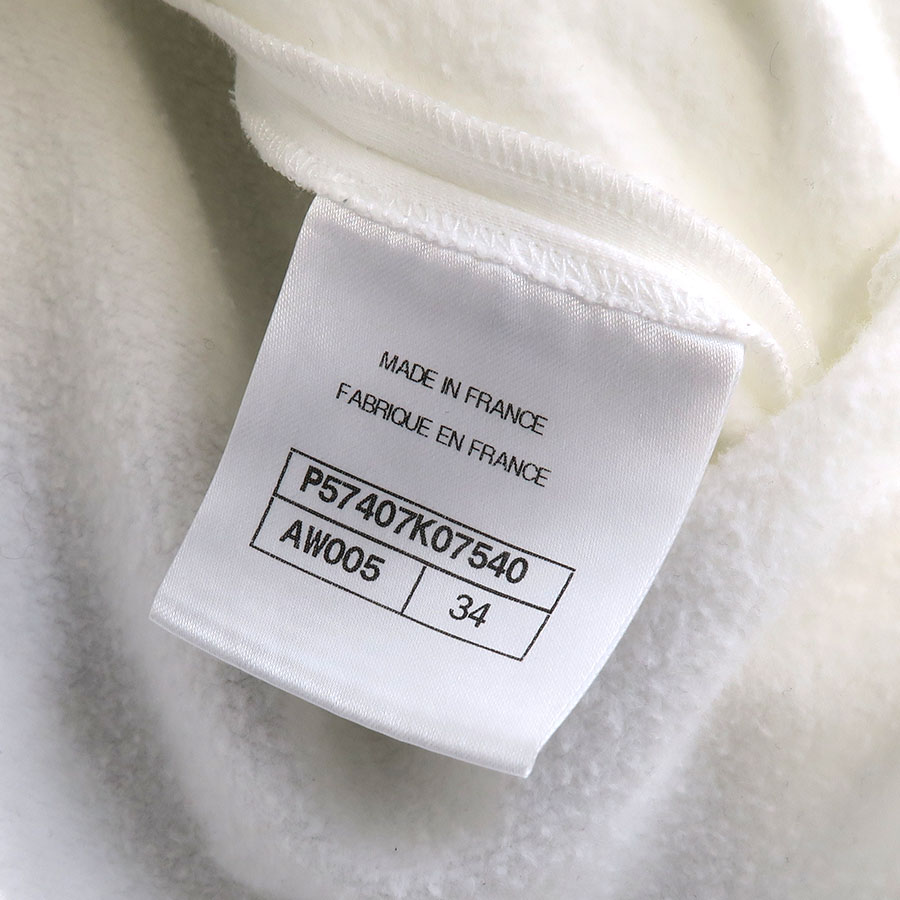 MADE IN FRANCE
FABRIQUE EN FRANCE
P57407K07540
AW005 34